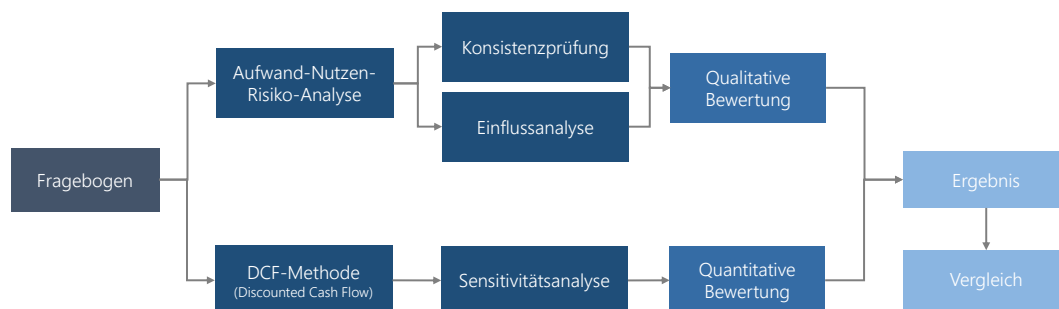 Fragebogen
Aufwand-Nutzen-
Risiko-Analyse
Konsistenzprüfung
Einflussanalyse
Qualitative
Bewertung
DCF-Methode
(Discounted Cash Flow)
Sensitivitätsanalyse
Quantitative
Bewertung
Ergebnis
Vergleich